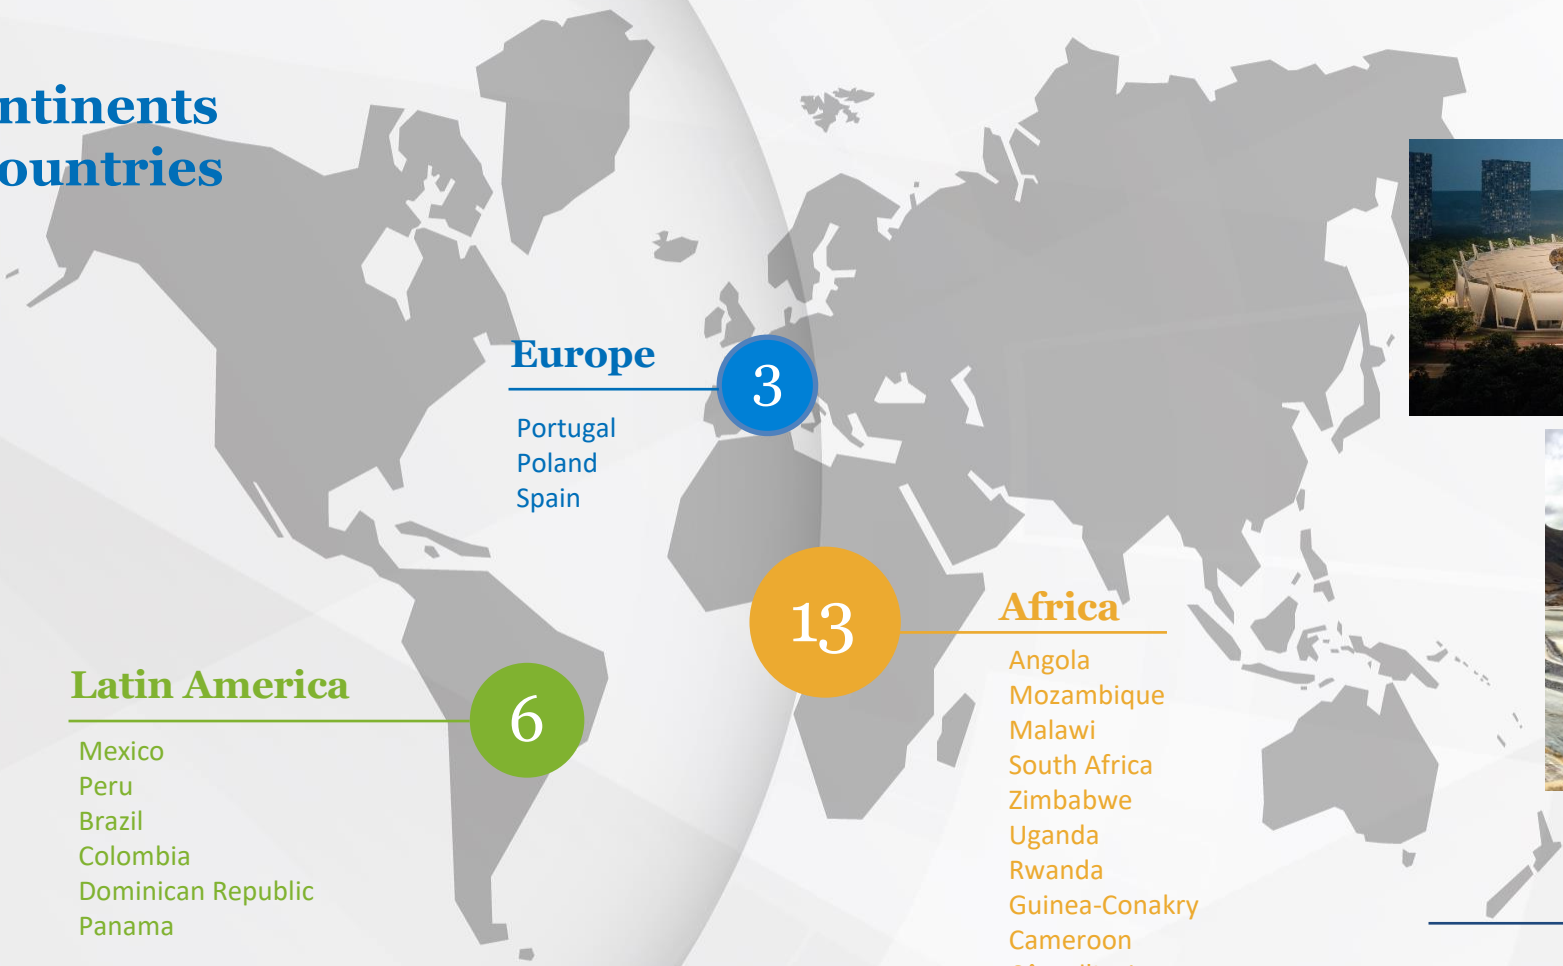 ntinents
ountries
Europe
3
Portugal
Poland
Spain
13
Africa
Angola
Mozambique
Malawi
South Africa
Zimbabwe
Uganda
Rwanda
Guinea-Conakry
Cameroon
Latin America
6
Mexico
Peru
Brazil
Colombia
Dominican Republic
Panama